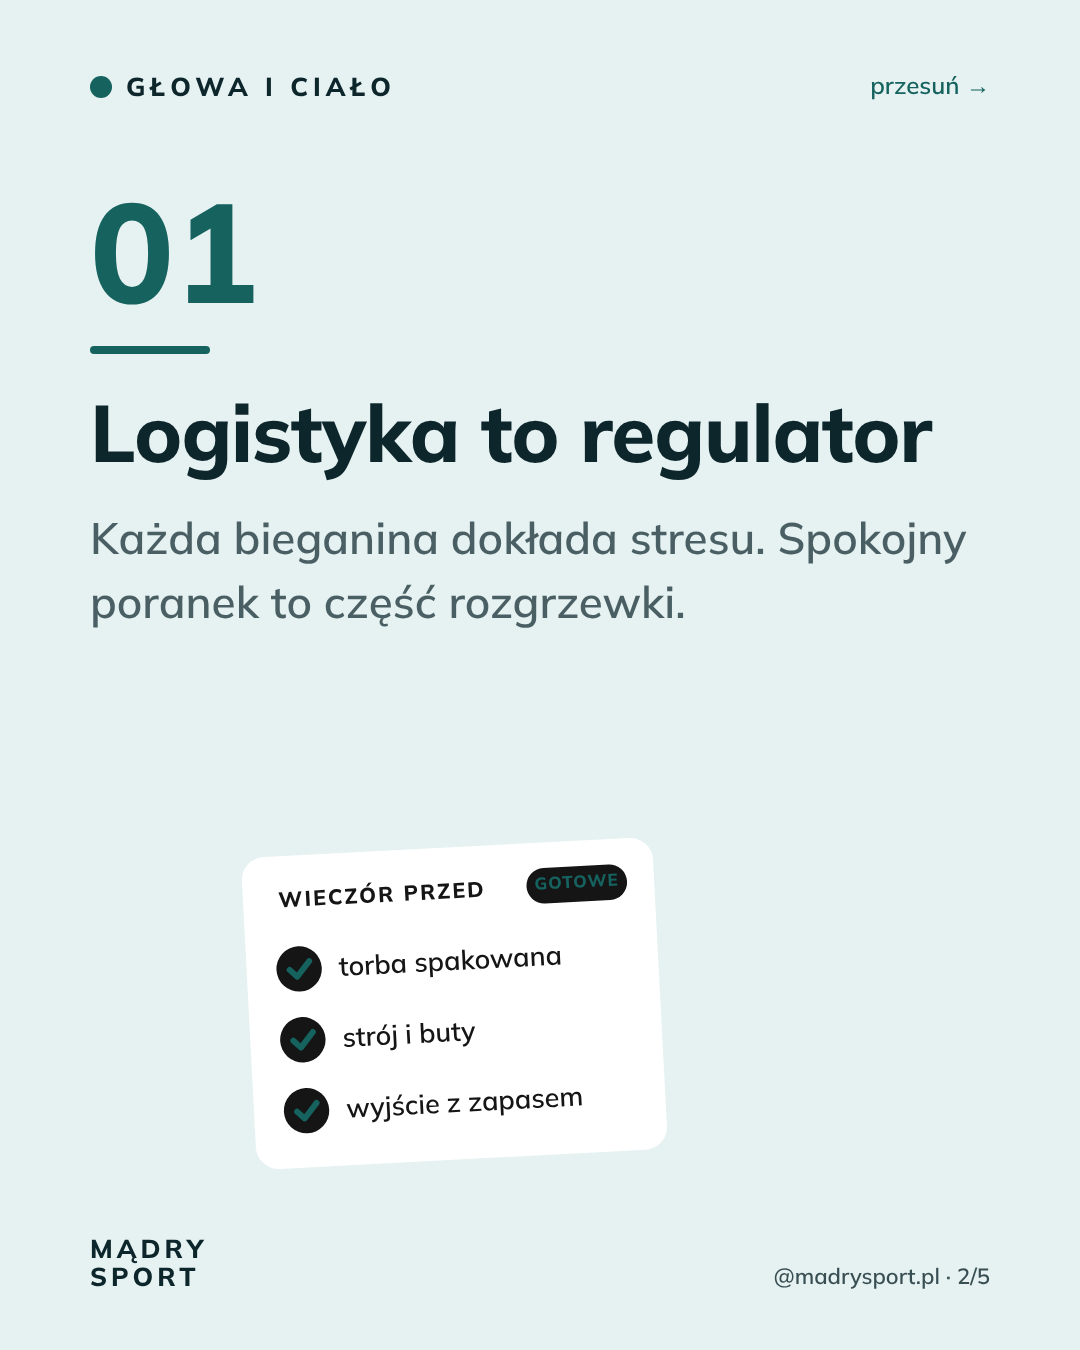 GŁOWA I CIAŁO
przesuń →
01
Logistyka to regulator
Każda bieganina dokłada stresu. Spokojny
poranek to część rozgrzewki.
WIECZÓR PRZED
GOTOWE
torba spakowana
strój i buty
wyjście z zapasem
MĄDRY
SPORT
@madrysport.pl · 2/5